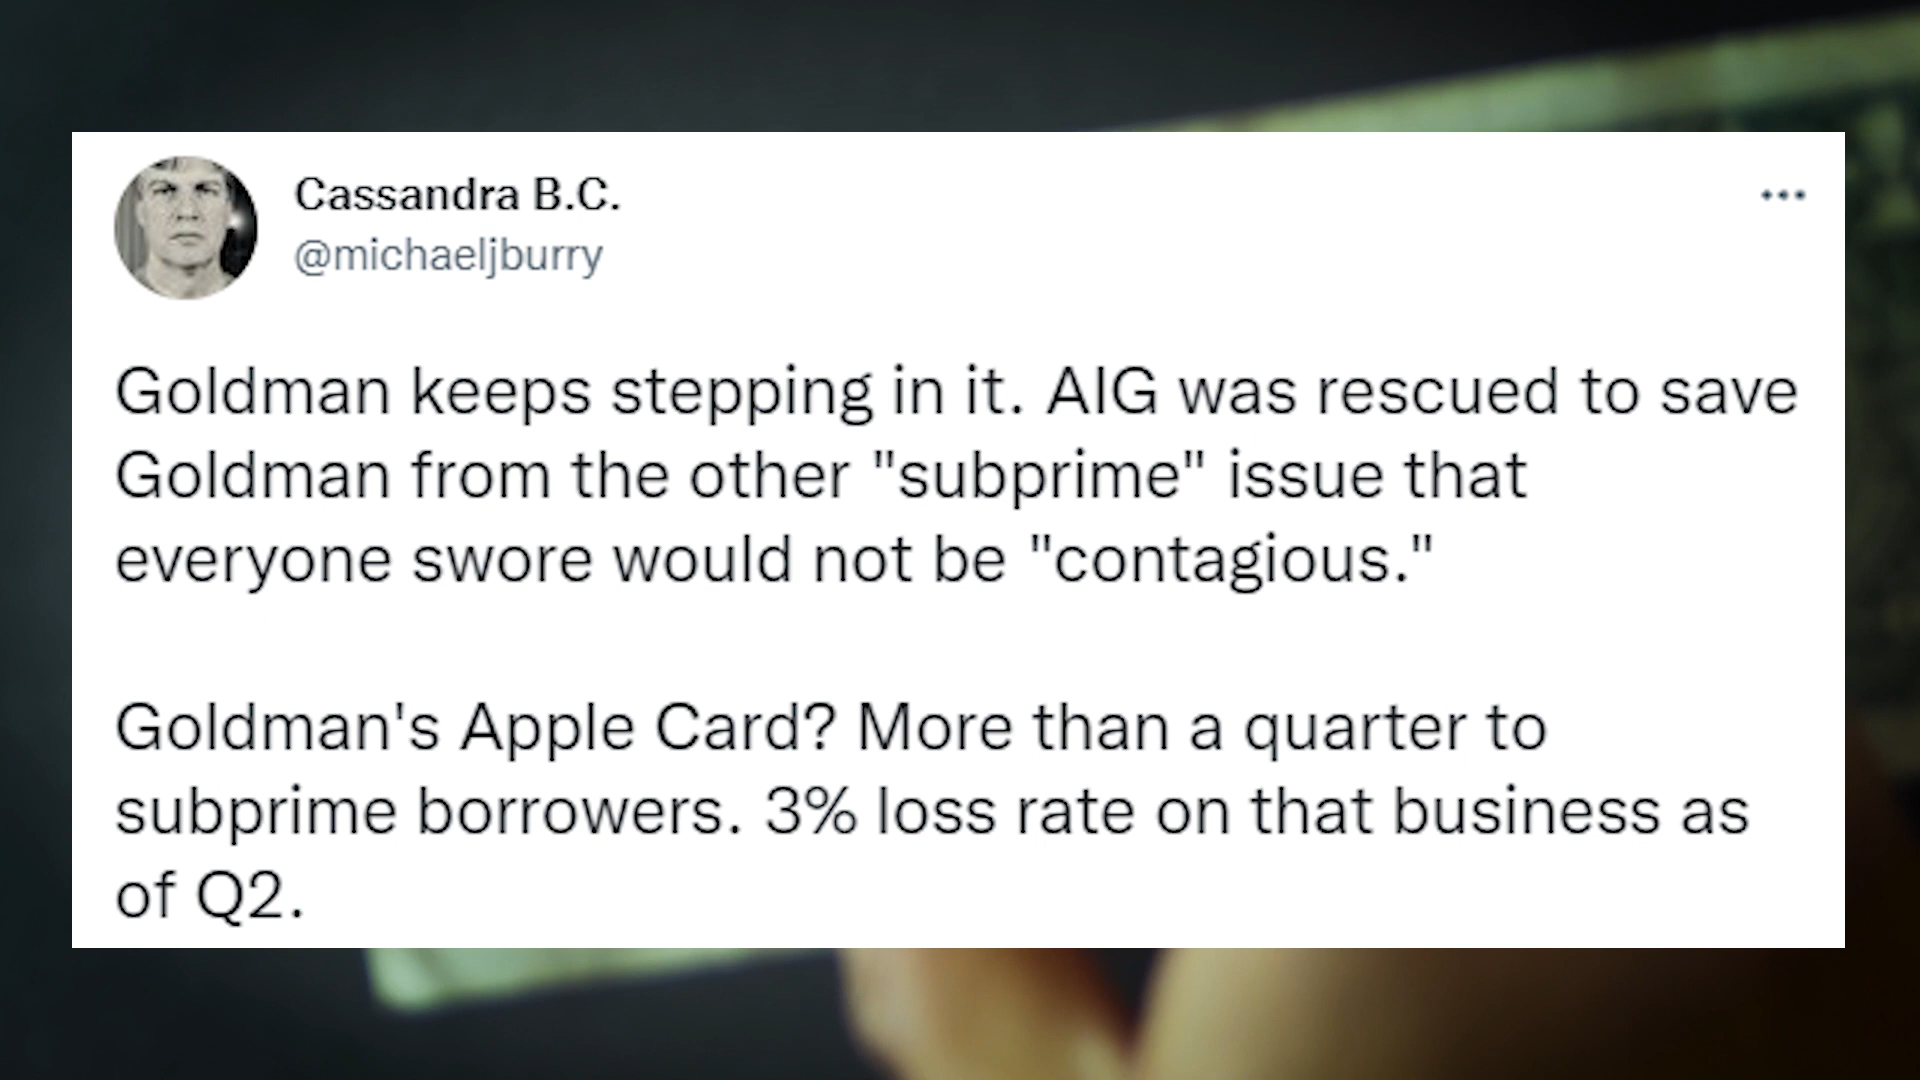 Cassandra B.C.
@michaeljburry
Goldman keeps stepping in it. AIG was rescued to save
Goldman from the other "subprime" issue that
everyone swore would not be "contagious."
Goldman's Apple Card? More than a quarter to
subprime borrowers. 3% loss rate on that business as
of Q2.